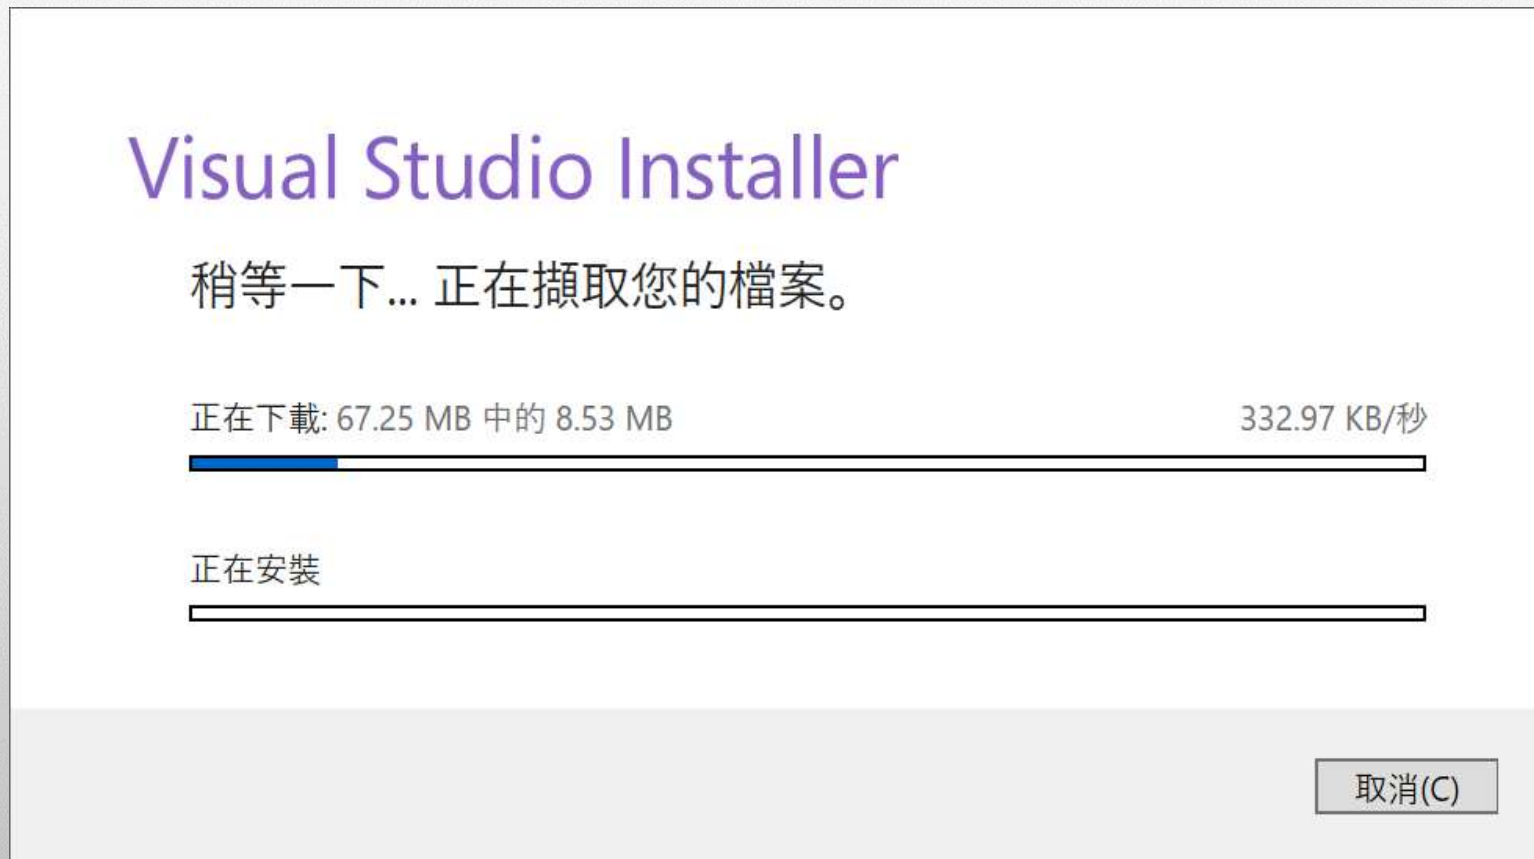 Visual Studio Installer
稍等一下... 正在擷取您的檔案。
正在下載: 67.25 MB 中的 8.53 MB 332.97 KB/秒
正在安裝
取消(C)